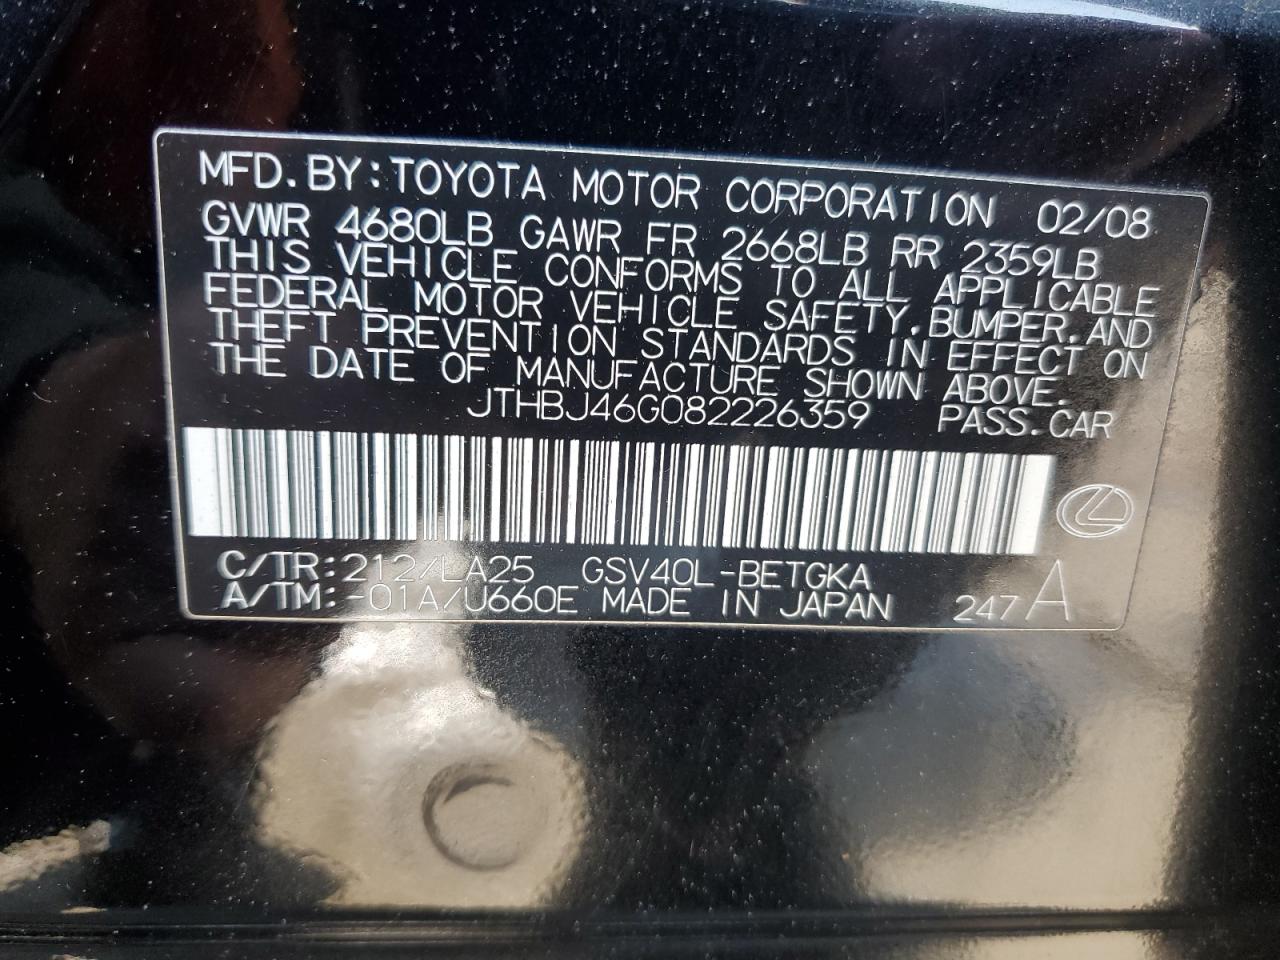 MFD.BY:TOYOTA MOTOR CORPORATION 02/08
GVWR 4680LB GAWR FR 2668LB RR 2359LB
THIS VEHICLE CONFORMS TO ALL APPLICABLE
FEDERAL MOTOR VEHICLE SAFETY,BUMPER,AND
THEFT PREVENTION STANDARDS IN EFFECT ON
THE DATE OF MANUFACTURE SHOWN ABOVE.
JTHBJ46G082226359 PASS.CAR
C/TR:212/LA25 GSV40L-BETGKA
A/TM:-01A/U660E MADE IN JAPAN 247A